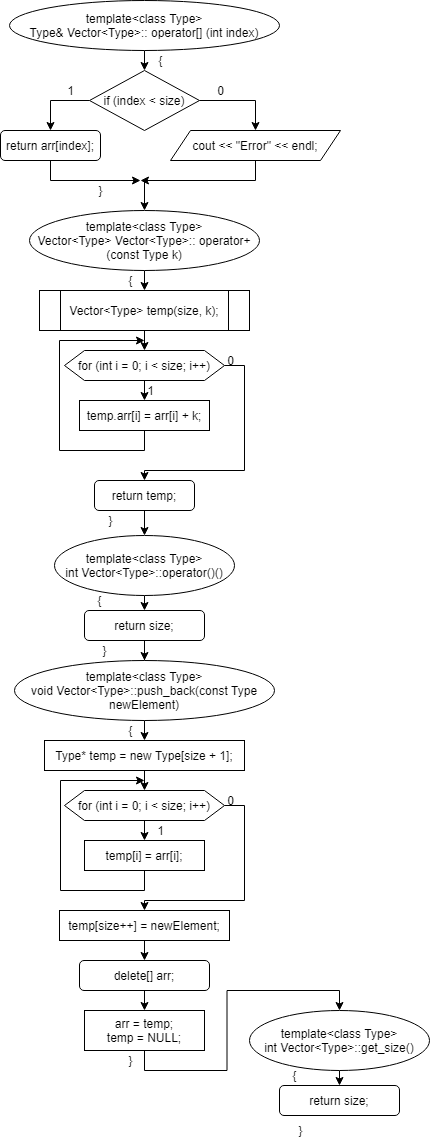 template<class Type>
Type& Vector<Type>:: operator[] (int index)
{
if (index < size)
1
0
return arr[index];
cout << "Error" << endl;
}
template<class Type>
Vector<Type> Vector<Type>:: operator+
(const Type k)
{
Vector<Type> temp(size, k);
for (int i = 0; i < size; i++)
0
1
temp.arr[i] = arr[i] + k;
return temp;
}
template<class Type>
int Vector<Type>::operator()()
{
return size;
}
template<class Type>
void Vector<Type>::push_back(const Type
newElement)
{
Type* temp = new Type[size + 1];
for (int i = 0; i < size; i++)
0
1
temp[i] = arr[i];
temp[size++] = newElement;
delete[] arr;
arr = temp;
temp = NULL;
}
template<class Type>
int Vector<Type>::get_size()
{
return size;
}